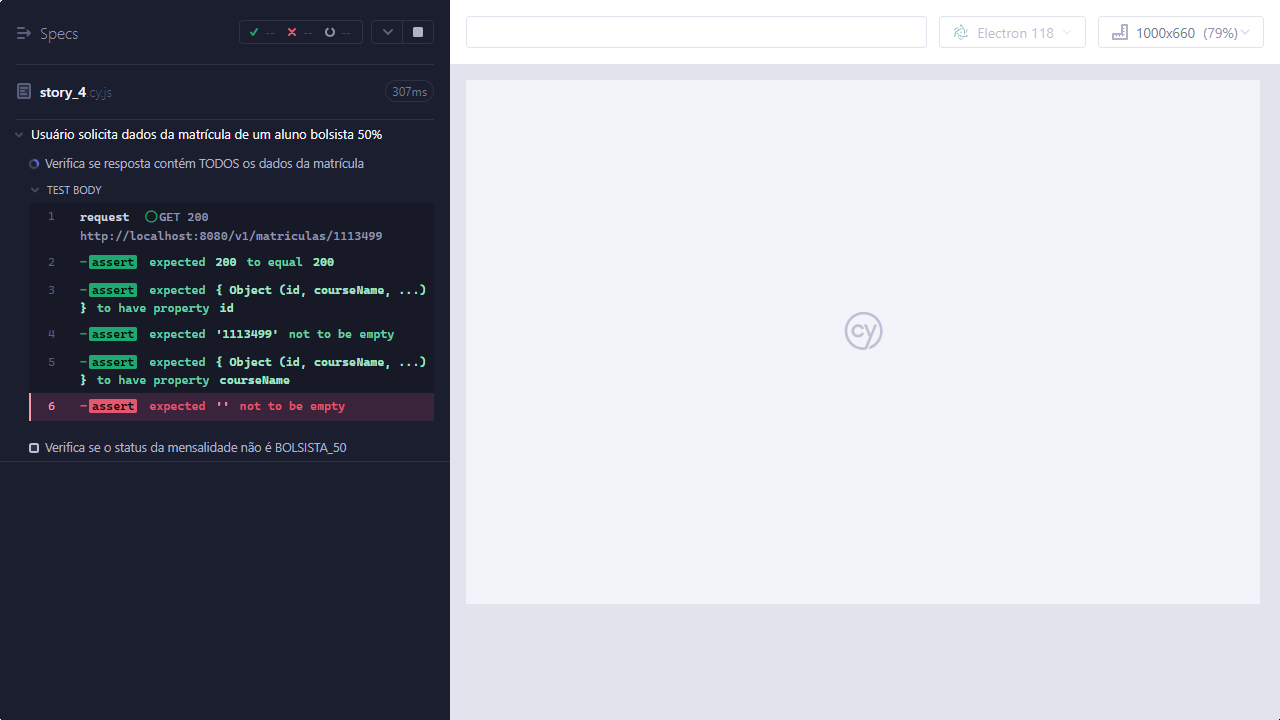 Specs
-- -- --
Electron 118
1000x660 (79%)
story_4.cy.js
307ms
Usuário solicita dados da matrícula de um aluno bolsista 50%
Verifica se resposta contém TODOS os dados da matrícula
TEST BODY
1 request GET 200
http://localhost:8080/v1/matriculas/1113499
2 -assert expected 200 to equal 200
3 -assert expected { Object (id, courseName, ...)
} to have property id
4 -assert expected '1113499' not to be empty
5 -assert expected { Object (id, courseName, ...)
} to have property courseName
6 -assert expected '' not to be empty
Verifica se o status da mensalidade não é BOLSISTA_50
cy